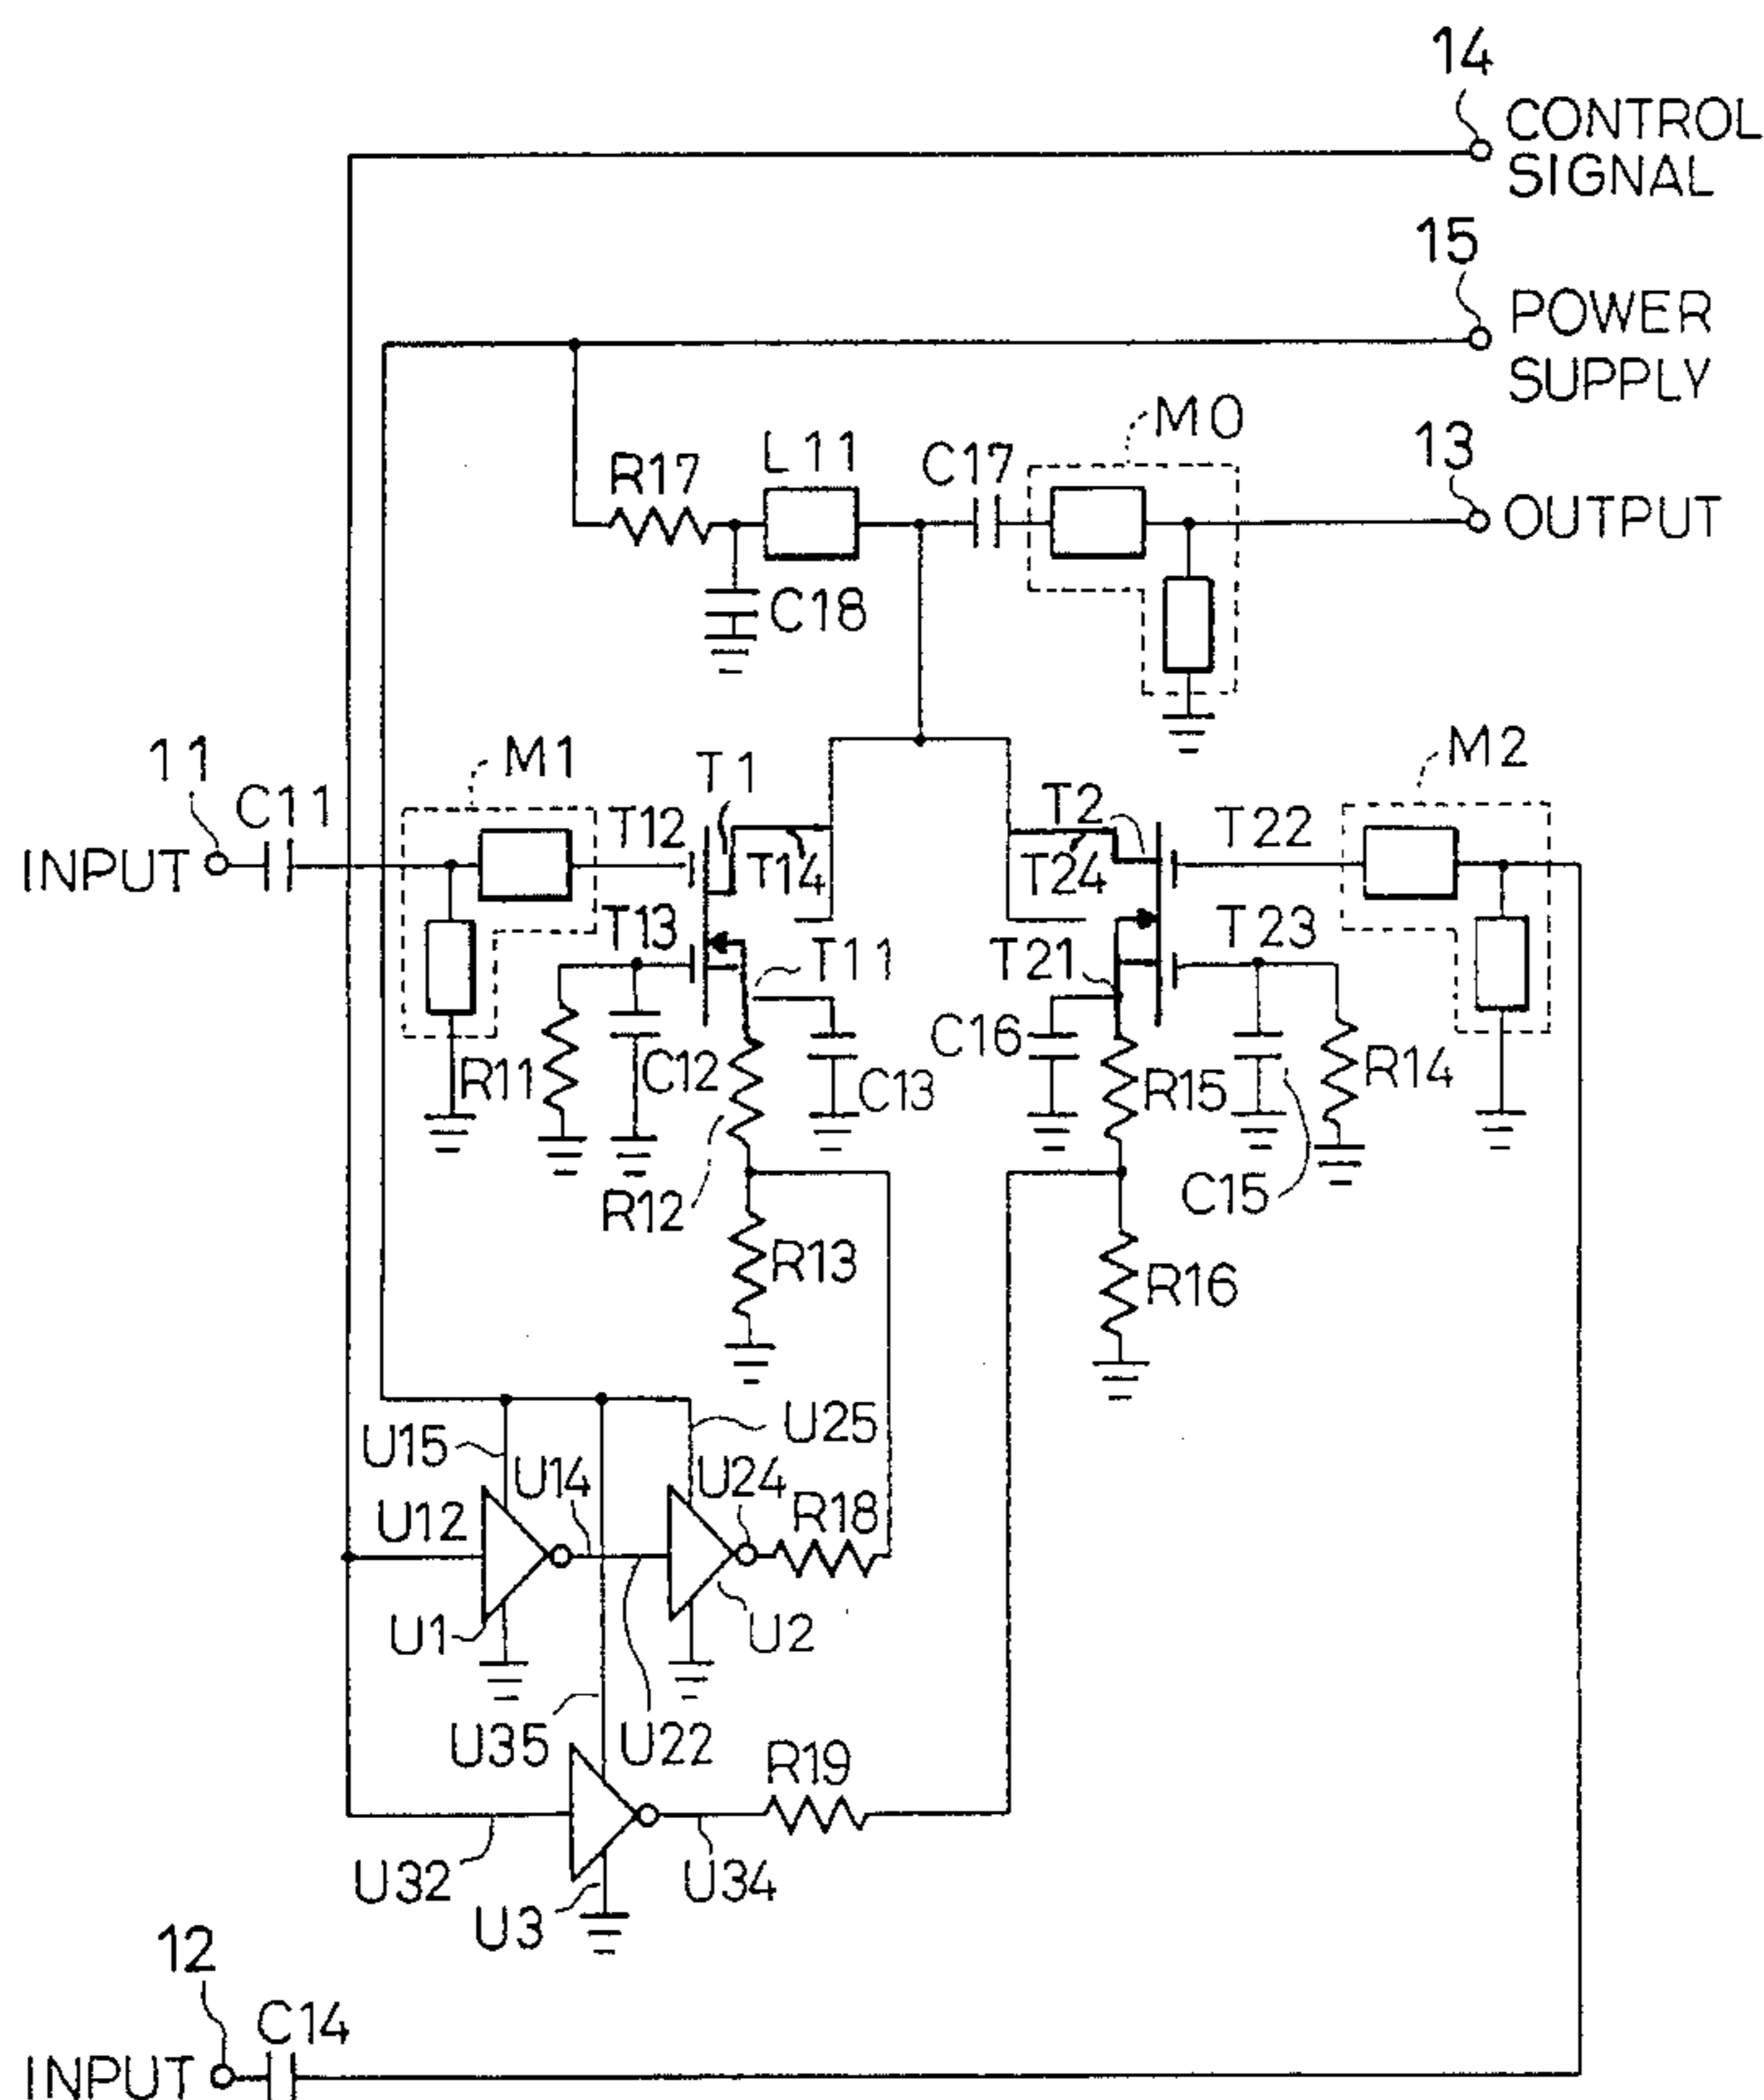 14
CONTROL
SIGNAL
15
POWER
SUPPLY
M0
13
L11
C17
R17
OUTPUT
C18
11
M1
T1
M2
C11
T12
T2
T22
INPUT
T14
T24
T13
T11
T21
T23
C16
R11
C12
C13
R15
R14
R12
C15
R13
R16
U25
U15
U14
U24
R18
U12
U1
U2
U35
U22
R19
U32
U34
U3
12
C14
INPUT